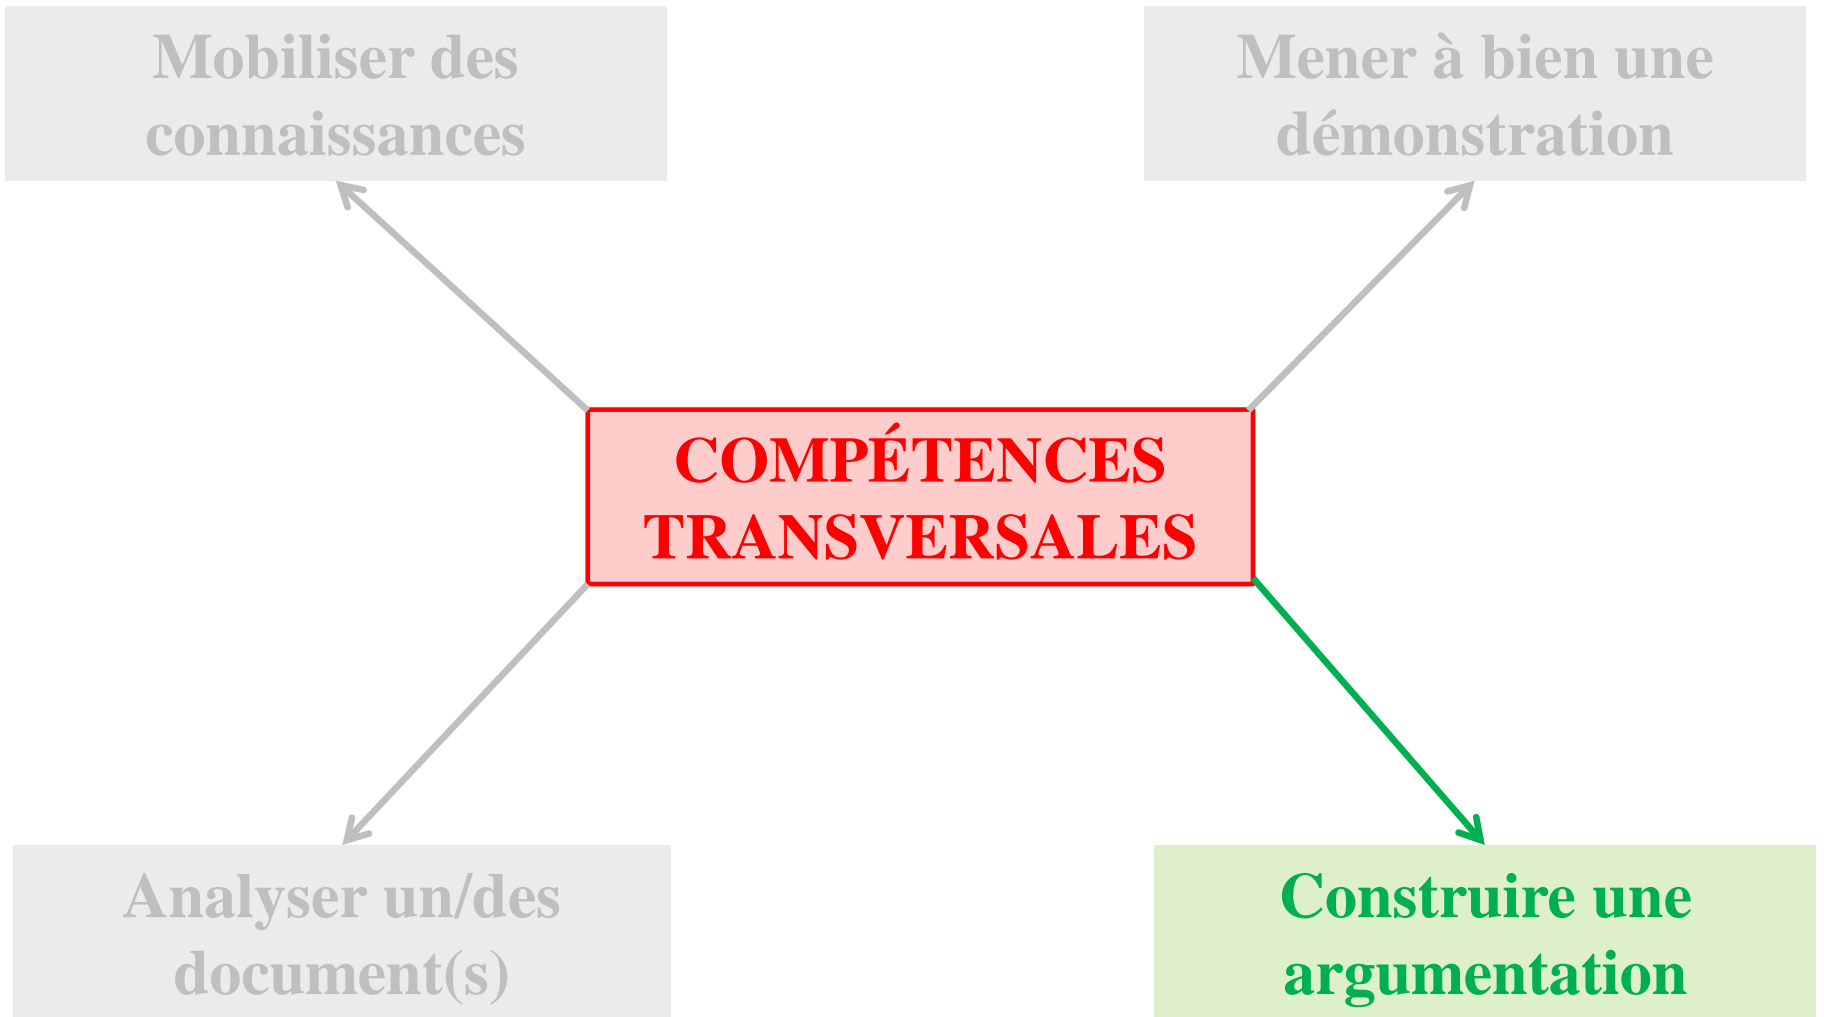 Mobiliser des
connaissances
Mener à bien une
démonstration
COMPÉTENCES
TRANSVERSALES
Analyser un/des
document(s)
Construire une
argumentation